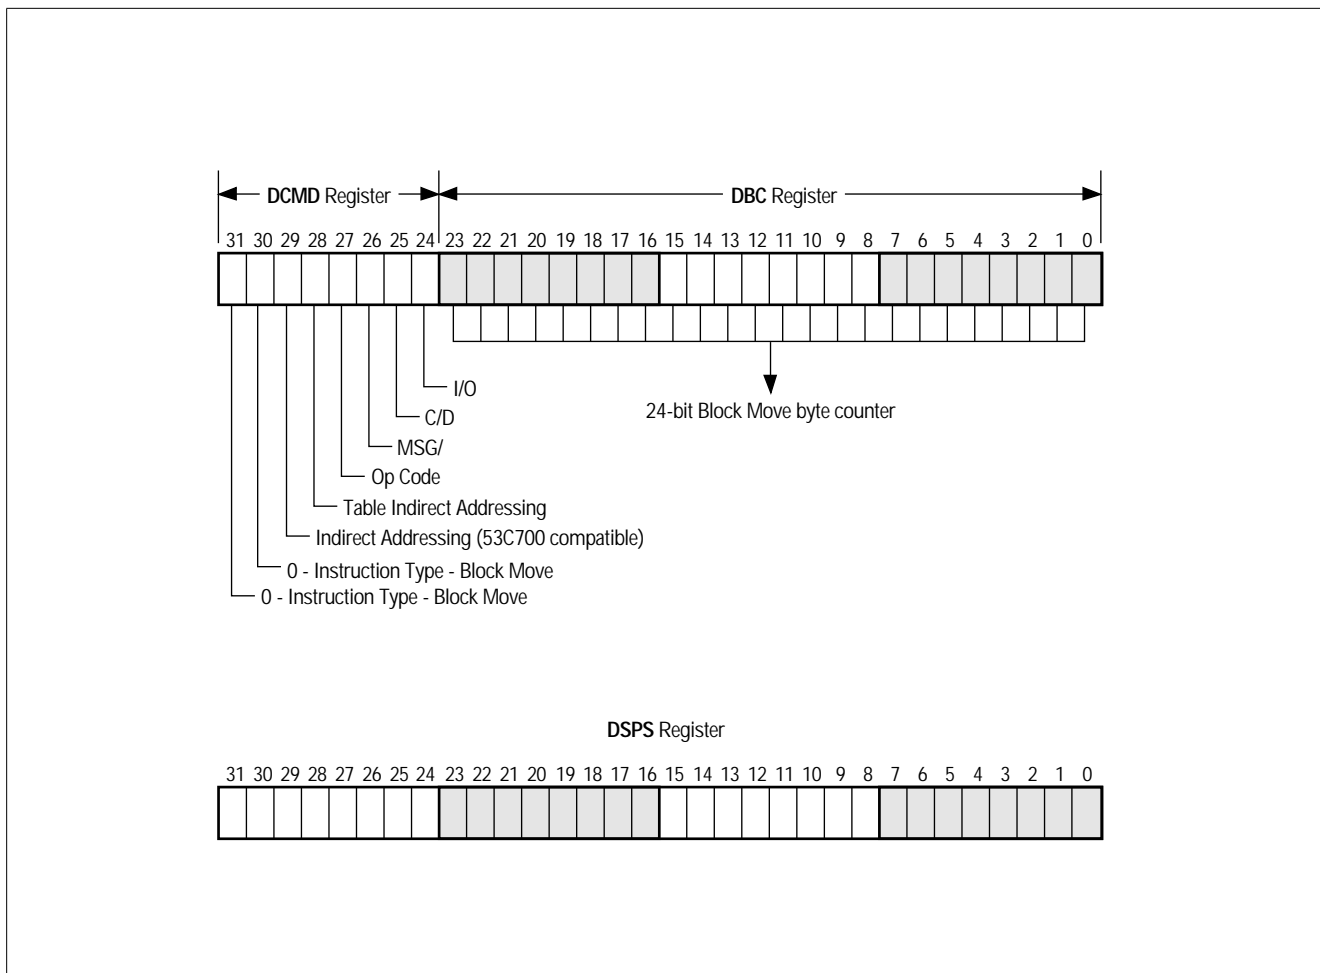 DCMD Register DBC Register
31 30 29 28 27 26 25 24 23 22 21 20 19 18 17 16 15 14 13 12 11 10 9 8 7 6 5 4 3 2 1 0
I/O
24-bit Block Move byte counter
C/D
MSG/
Op Code
Table Indirect Addressing
Indirect Addressing (53C700 compatible)
0 - Instruction Type - Block Move
0 - Instruction Type - Block Move
DSPS Register
31 30 29 28 27 26 25 24 23 22 21 20 19 18 17 16 15 14 13 12 11 10 9 8 7 6 5 4 3 2 1 0